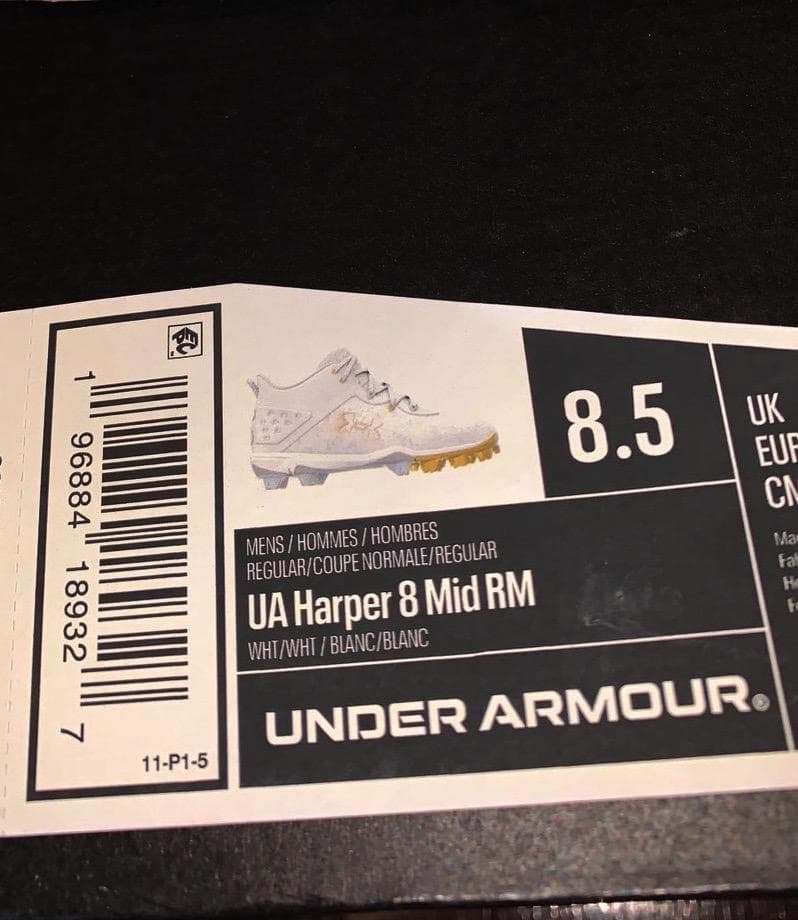 1 96884 18932 7
11-P1-5
8.5
MENS / HOMMES / HOMBRES
REGULAR/COUPE NORMALE/REGULAR
UA Harper 8 Mid RM
WHT/WHT / BLANC/BLANC
UNDER ARMOUR®
UK
EUR